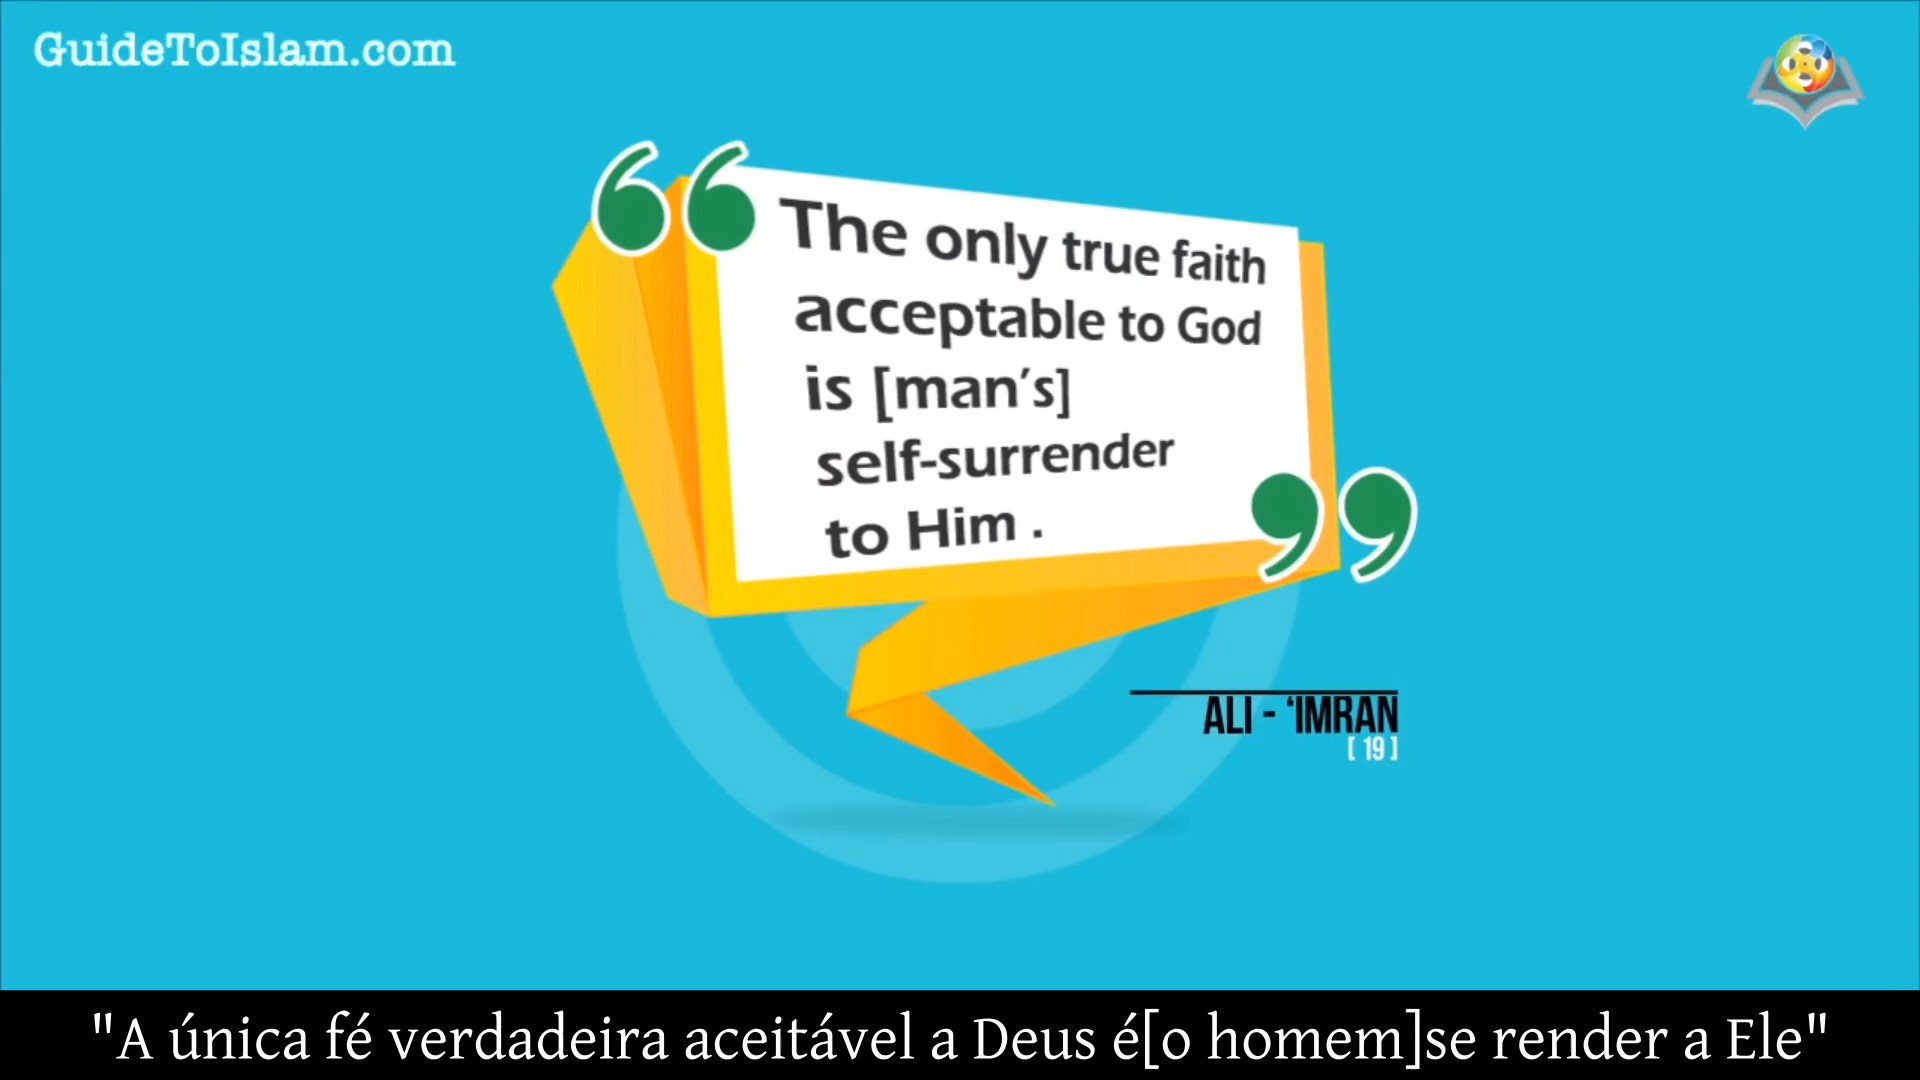 GuideToIslam.com
The only true faith
acceptable to God
is [man's]
self-surrender
to Him .
ALI - ‘IMRAN
[ 19 ]
"A única fé verdadeira aceitável a Deus é[o homem]se render a Ele"